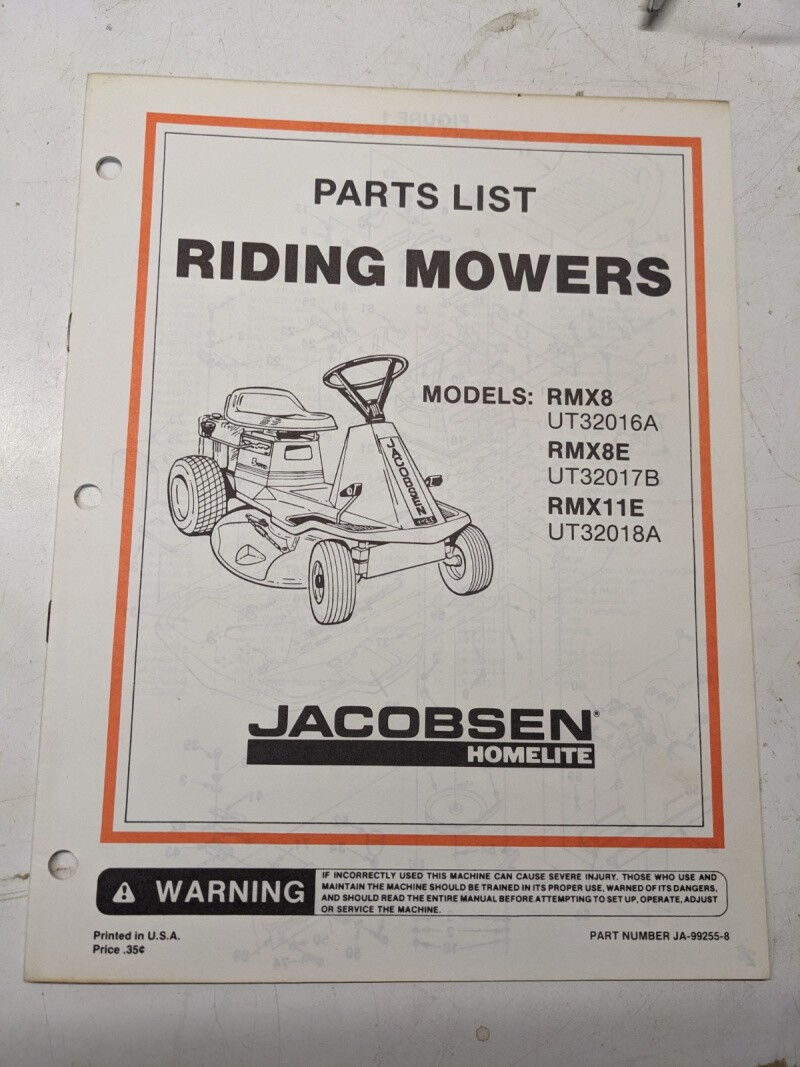 PARTS LIST
RIDING MOWERS
MODELS: RMX8
UT32016A
RMX8E
UT32017B
RMX11E
UT32018A
JACOBSEN
JACOBSEN®
HOMELITE
WARNING
IF INCORRECTLY USED THIS MACHINE CAN CAUSE SEVERE INJURY. THOSE WHO USE AND
MAINTAIN THE MACHINE SHOULD BE TRAINED IN ITS PROPER USE, WARNED OF ITS DANGERS,
AND SHOULD READ THE ENTIRE MANUAL BEFORE ATTEMPTING TO SET UP, OPERATE, ADJUST
OR SERVICE THE MACHINE.
Printed in U.S.A.
Price .35¢
PART NUMBER JA-99255-8